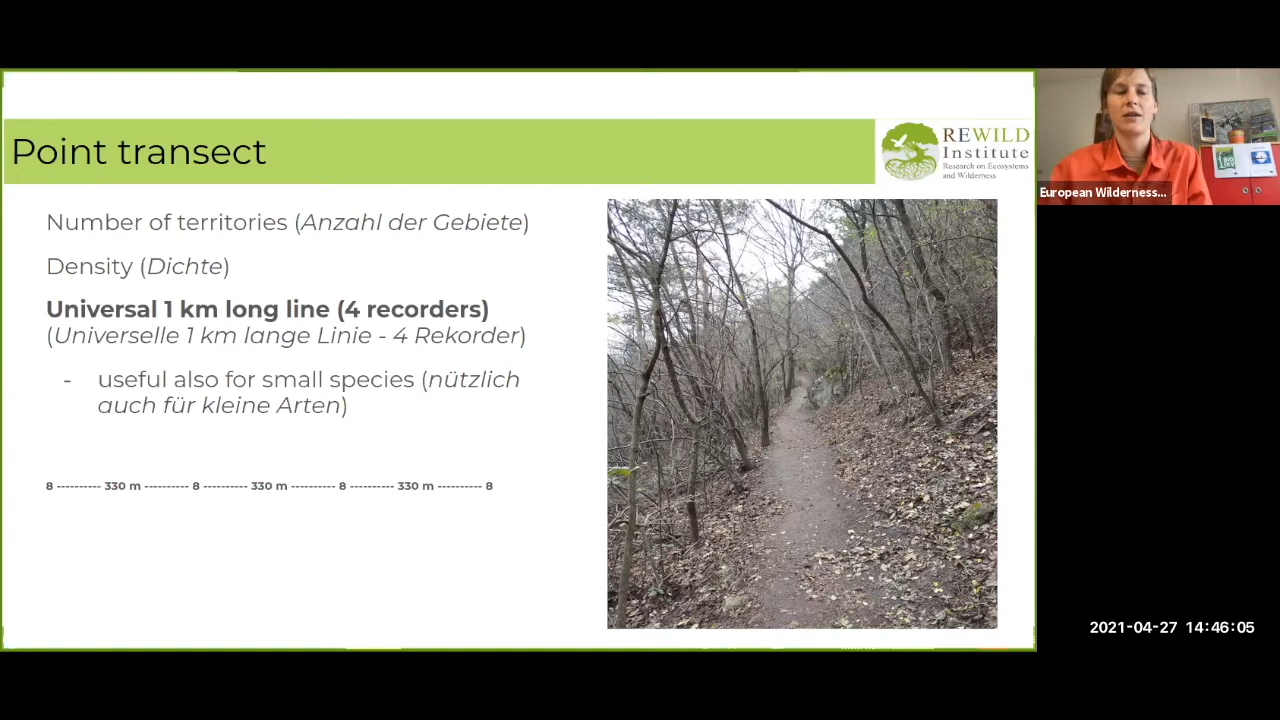 Point transect
REWILD
Institute
Research on Ecosystems
and Wilderness
Number of territories (Anzahl der Gebiete)
Density (Dichte)
Universal 1 km long line (4 recorders)
(Universelle 1 km lange Linie - 4 Rekorder)
- useful also for small species (nützlich
auch für kleine Arten)
8 ---------- 330 m ---------- 8 ---------- 330 m ---------- 8 ---------- 330 m ---------- 8
European Wilderness...
2021-04-27 14:46:05